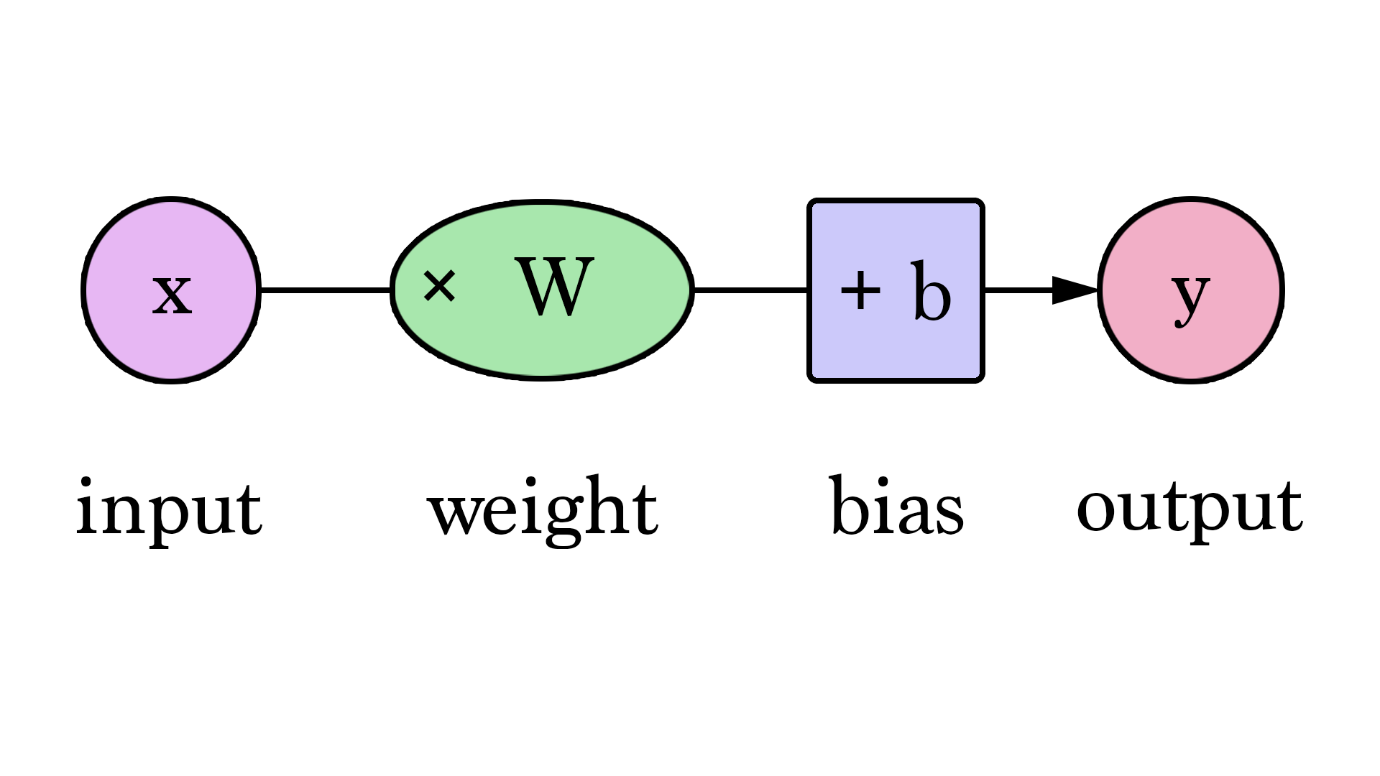 x × W + b y
input weight bias output